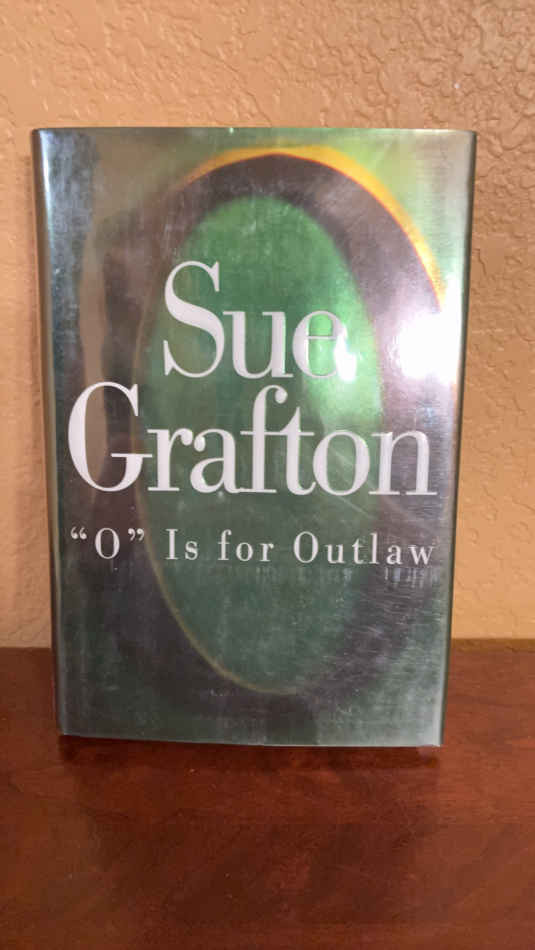 Sue
Grafton
“O” Is for Outlaw